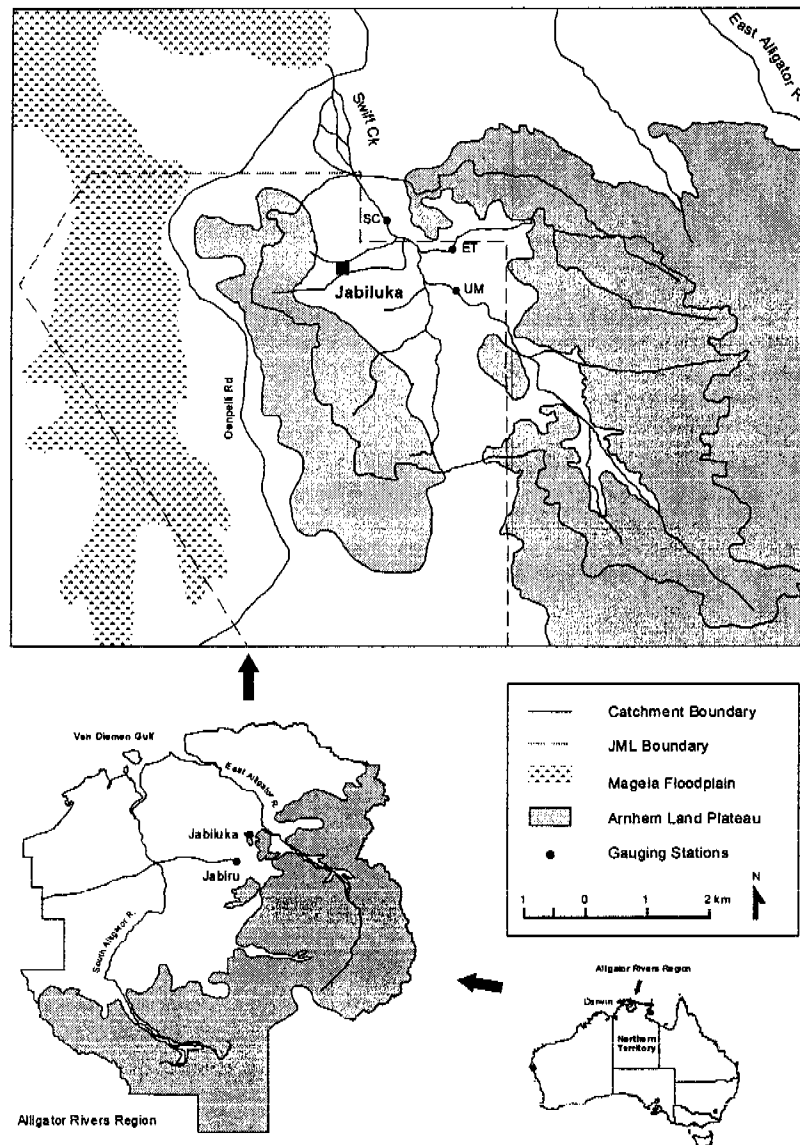 East Alligator R.
Swift Ck
SC
ET
UM
Jabiluka
Oenpelli Rd
Van Diemen Gulf
East Alligator R.
Jabiluka
Jabiru
South Alligator R.
Alligator Rivers Region
Catchment Boundary
JML Boundary
Magela Floodplain
Arnhem Land Plateau
Gauging Stations
N
1 0 1 2 km
Alligator Rivers Region
Darwin
Northern
Territory